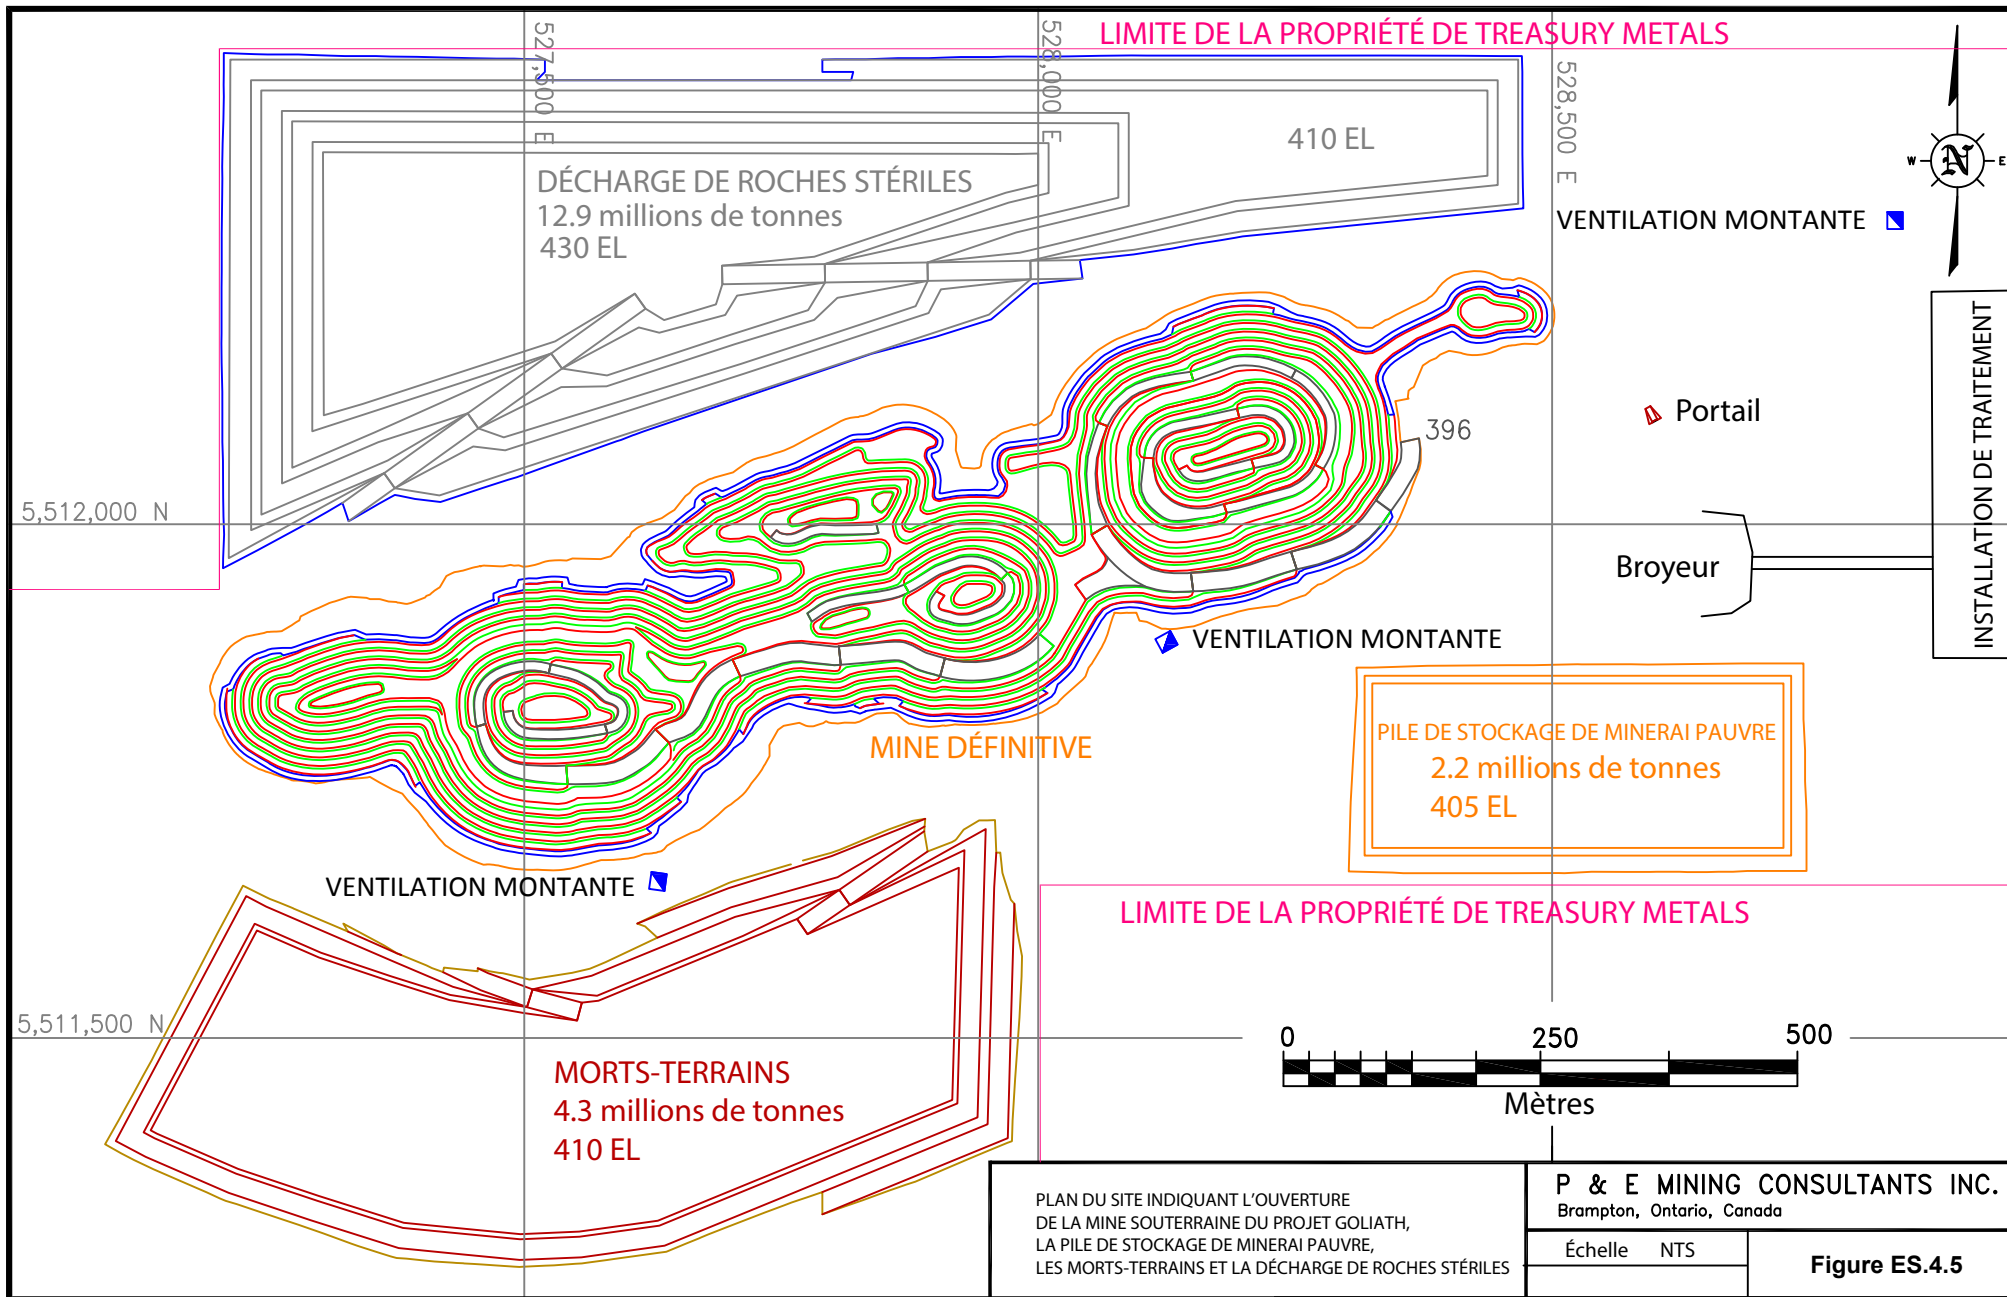 LIMITE DE LA PROPRIÉTÉ DE TREASURY METALS
527,500 E
528,000 E
528,500 E
410 EL
N
W
E
DÉCHARGE DE ROCHES STÉRILES
12.9 millions de tonnes
430 EL
VENTILATION MONTANTE
INSTALLATION DE TRAITEMENT
Portail
396
5,512,000 N
Broyeur
VENTILATION MONTANTE
MINE DÉFINITIVE
PILE DE STOCKAGE DE MINERAI PAUVRE
2.2 millions de tonnes
405 EL
VENTILATION MONTANTE
LIMITE DE LA PROPRIÉTÉ DE TREASURY METALS
5,511,500 N
0 250 500
Mètres
MORTS-TERRAINS
4.3 millions de tonnes
410 EL
PLAN DU SITE INDIQUANT L'OUVERTURE
DE LA MINE SOUTERRAINE DU PROJET GOLIATH,
LA PILE DE STOCKAGE DE MINERAI PAUVRE,
LES MORTS-TERRAINS ET LA DÉCHARGE DE ROCHES STÉRILES
P & E MINING CONSULTANTS INC.
Brampton, Ontario, Canada
Échelle NTS
Figure ES.4.5